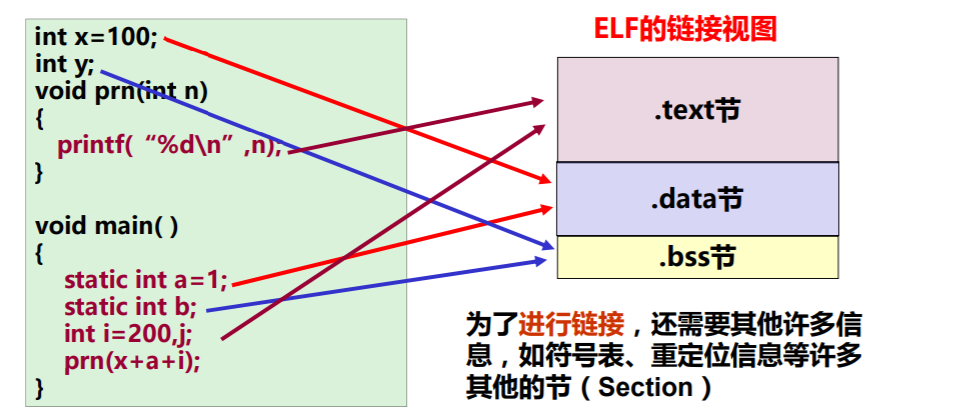 int x=100;
int y;
void prn(int n)
{
printf( “%d\n” ,n);
}
void main( )
{
static int a=1;
static int b;
int i=200,j;
prn(x+a+i);
}
ELF的链接视图
.text节
.data节
.bss节
为了进行链接，还需要其他许多信
息，如符号表、重定位信息等许多
其他的节（Section）